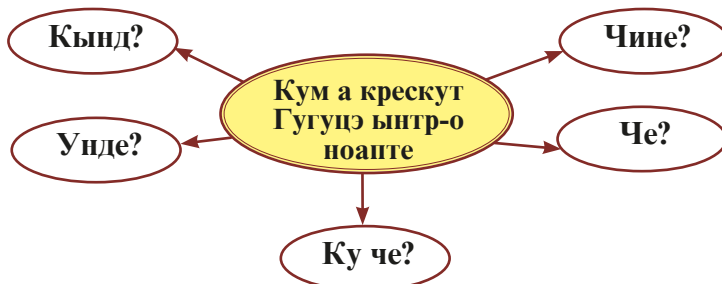 Кынд?
Чине?
Кум а крескут
Гугуцэ ынтр-о
ноапте
Унде?
Че?
Ку че?